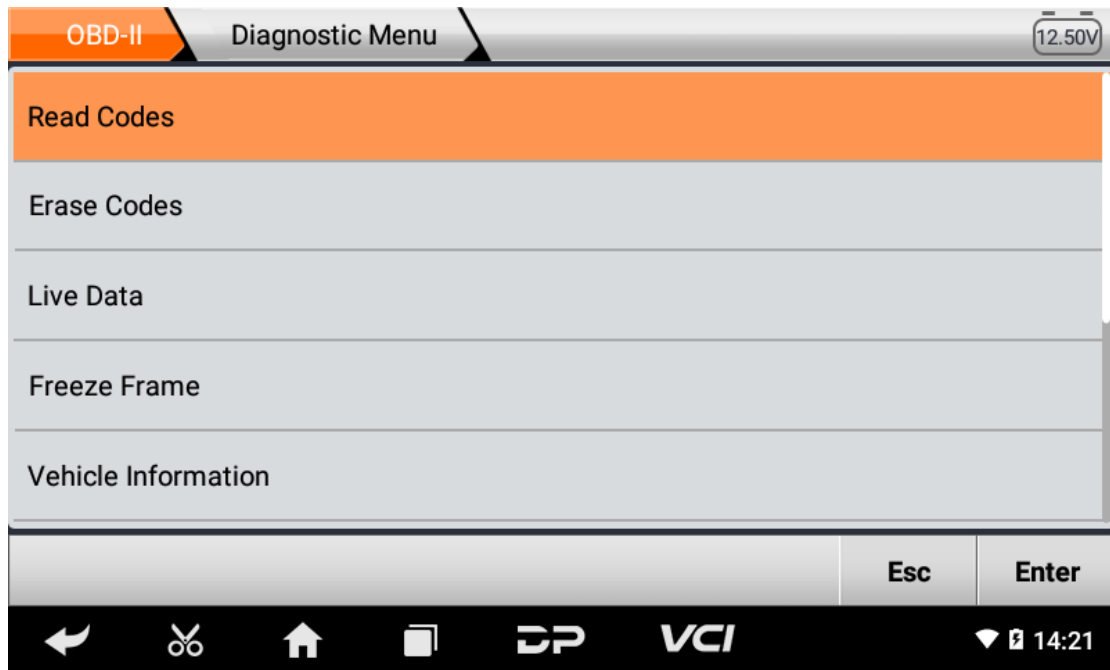 OBD-II Diagnostic Menu 12.50V
Read Codes
Erase Codes
Live Data
Freeze Frame
Vehicle Information
Esc Enter
DP VCI 14:21